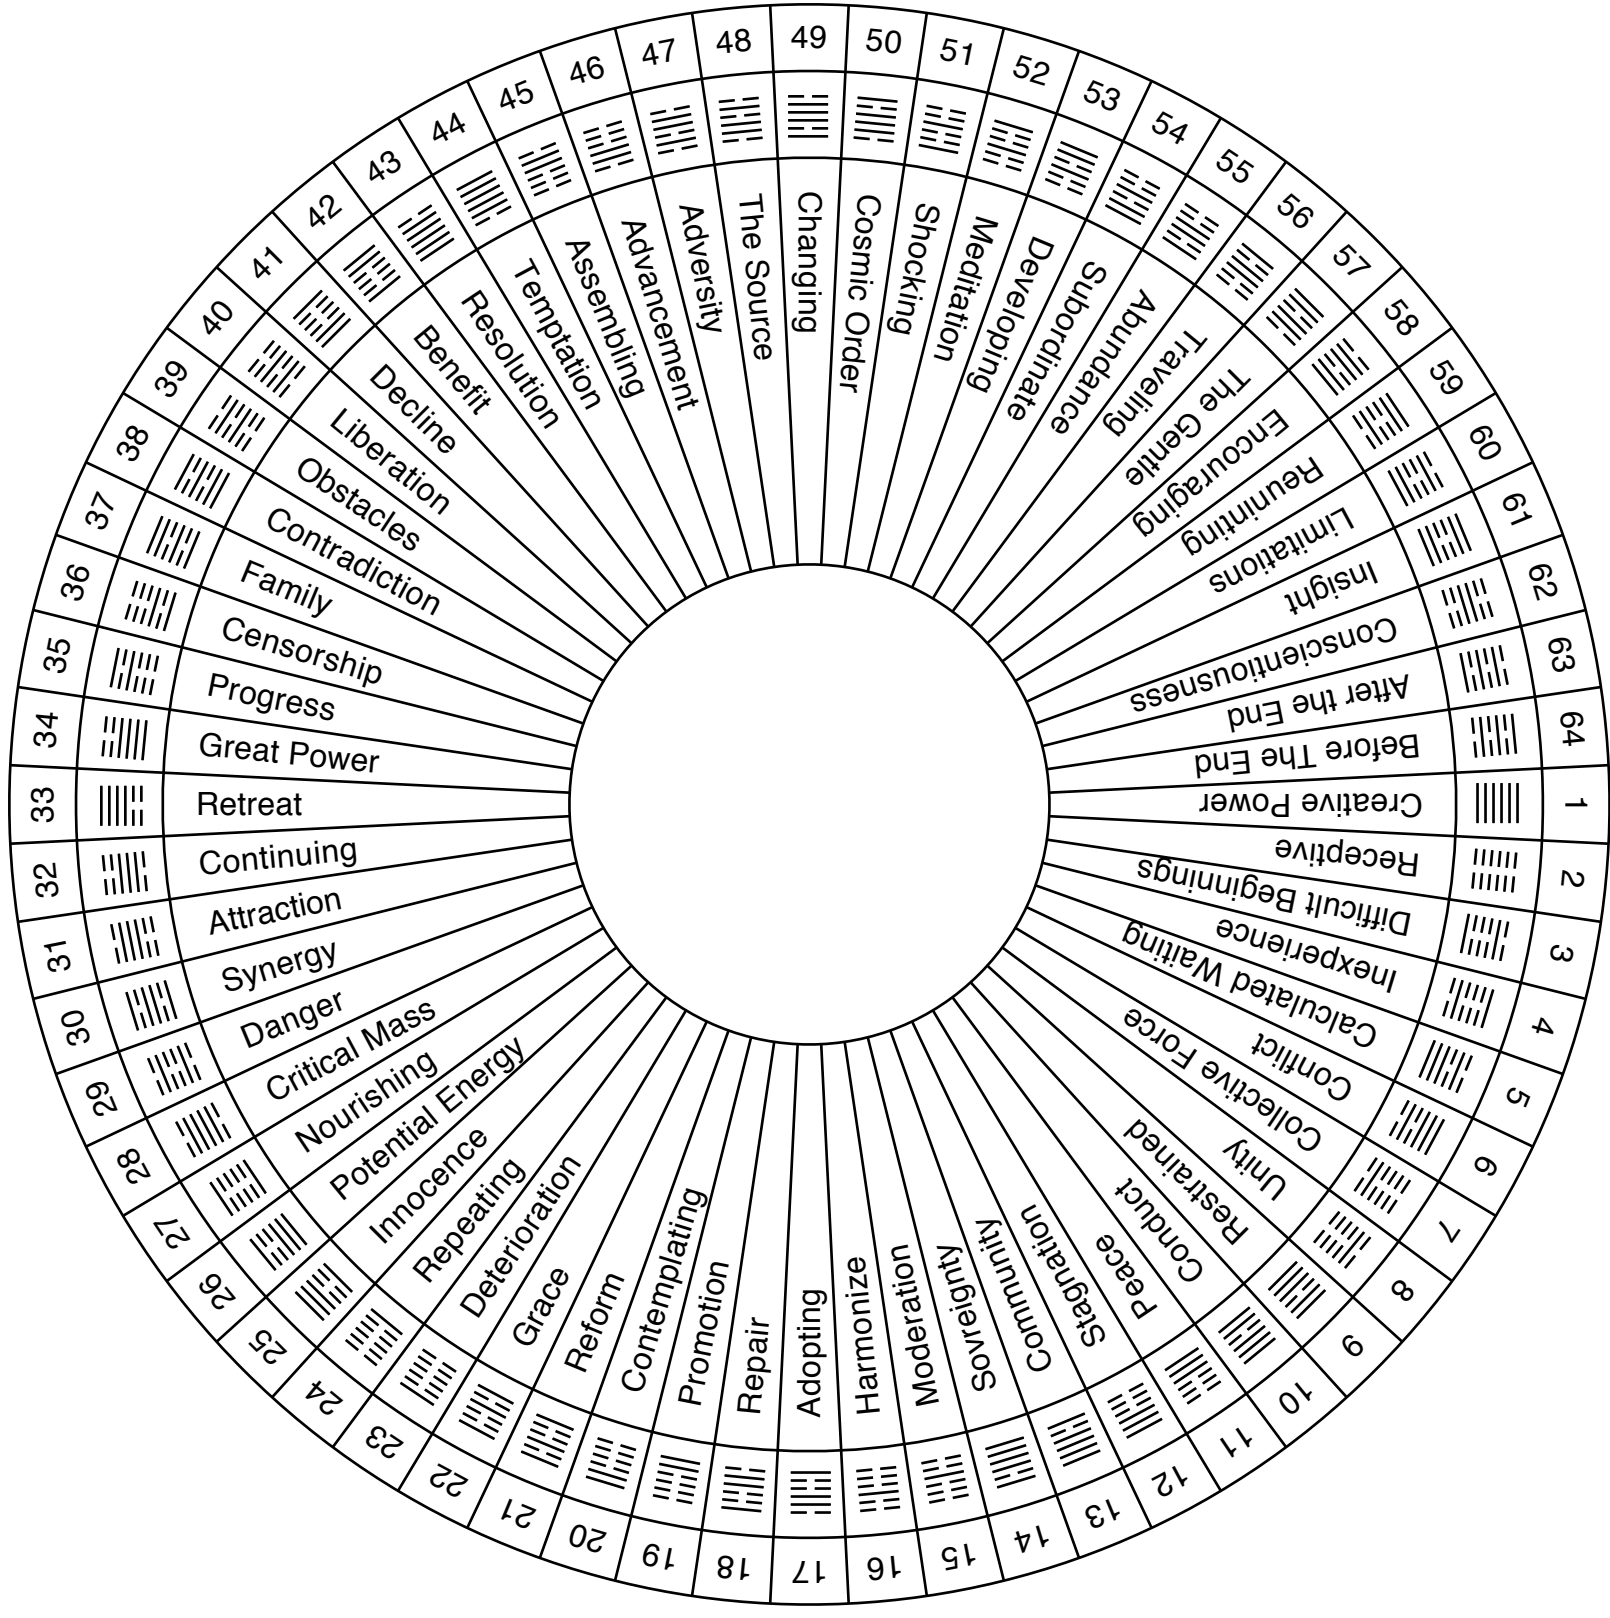 1 Creative Power
2 Receptive
3 Difficult Beginnings
4 Inexperience
5 Calculated Waiting
6 Conflict
7 Collective Force
8 Unity
9 Restrained
10 Conduct
11 Peace
12 Stagnation
13 Community
14 Sovreignty
15 Moderation
16 Harmonize
17 Adopting
18 Repair
19 Promotion
20 Contemplating
21 Reform
22 Grace
23 Deterioration
24 Repeating
25 Innocence
26 Potential Energy
27 Nourishing
28 Critical Mass
29 Danger
30 Synergy
31 Attraction
32 Continuing
33 Retreat
34 Great Power
35 Progress
36 Censorship
37 Family
38 Contradiction
39 Obstacles
40 Liberation
41 Decline
42 Benefit
43 Resolution
44 Temptation
45 Assembling
46 Advancement
47 Adversity
48 The Source
49 Changing
50 Cosmic Order
51 Shocking
52 Meditation
53 Developing
54 Subordinate
55 Abundance
56 Traveling
57 The Gentle
58 Encouraging
59 Reuninting
60 Limitations
61 Insight
62 Conscientiousness
63 After the End
64 Before The End